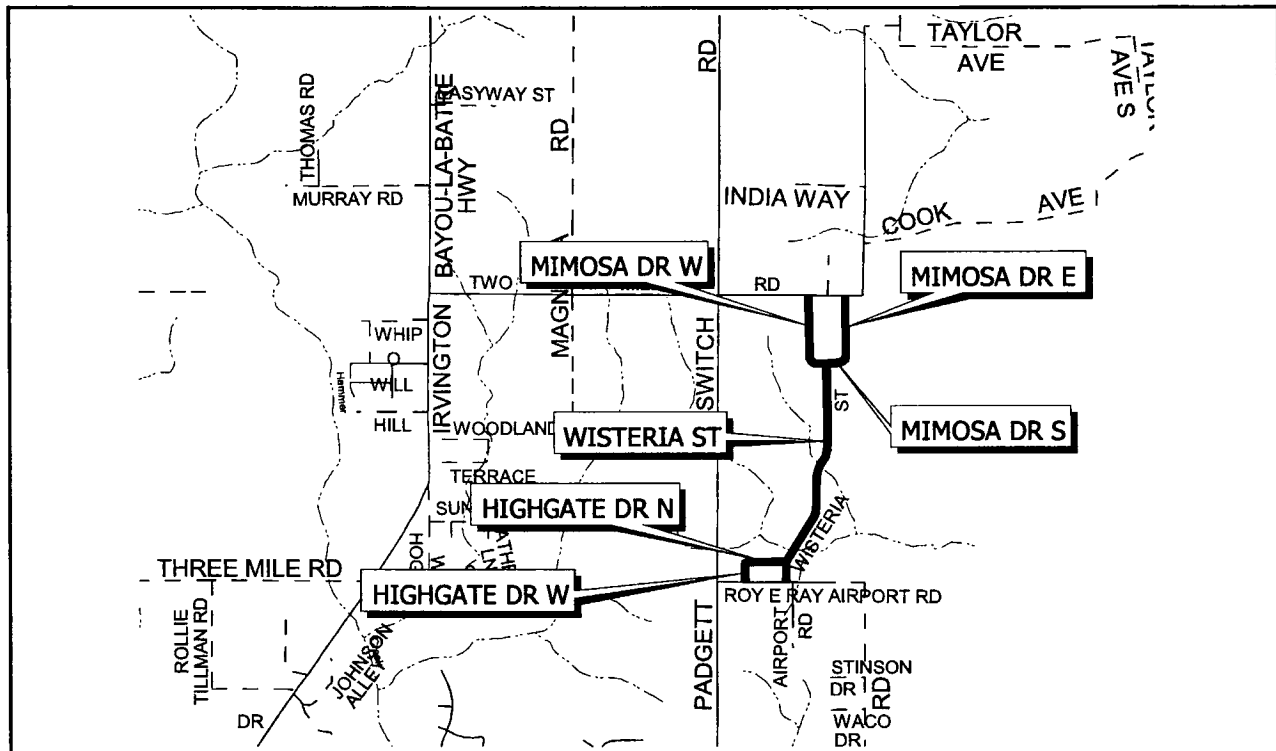 TAYLOR
AVE
TAYLOR
AVE S
RD
EASYWAY ST
THOMAS RD
BAYOU-LA-BATRE
HWY
RD
MURRAY RD
INDIA WAY
COOK AVE
MIMOSA DR W
MIMOSA DR E
TWO
RD
WHIP
O
WILL
Hammer
HILL
IRVINGTON
SWITCH
ST
MIMOSA DR S
WOODLAND
WISTERIA ST
TERRACE
SUN
HIGHGATE DR N
WISTERIA
LN
W
THREE MILE RD
HIGHGATE DR W
ROY E RAY AIRPORT RD
ROLLIE
TILLMAN RD
JOHNSON
ALLEY
PADGETT
AIRPORT
RD
STINSON
DR
RD
WACO
DR
DR